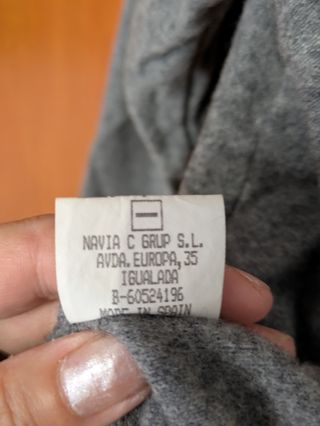 NAVIA C GRUP S.L.
AVDA. EUROPA, 35
IGUALADA
B-60524196
MADE IN SPAIN